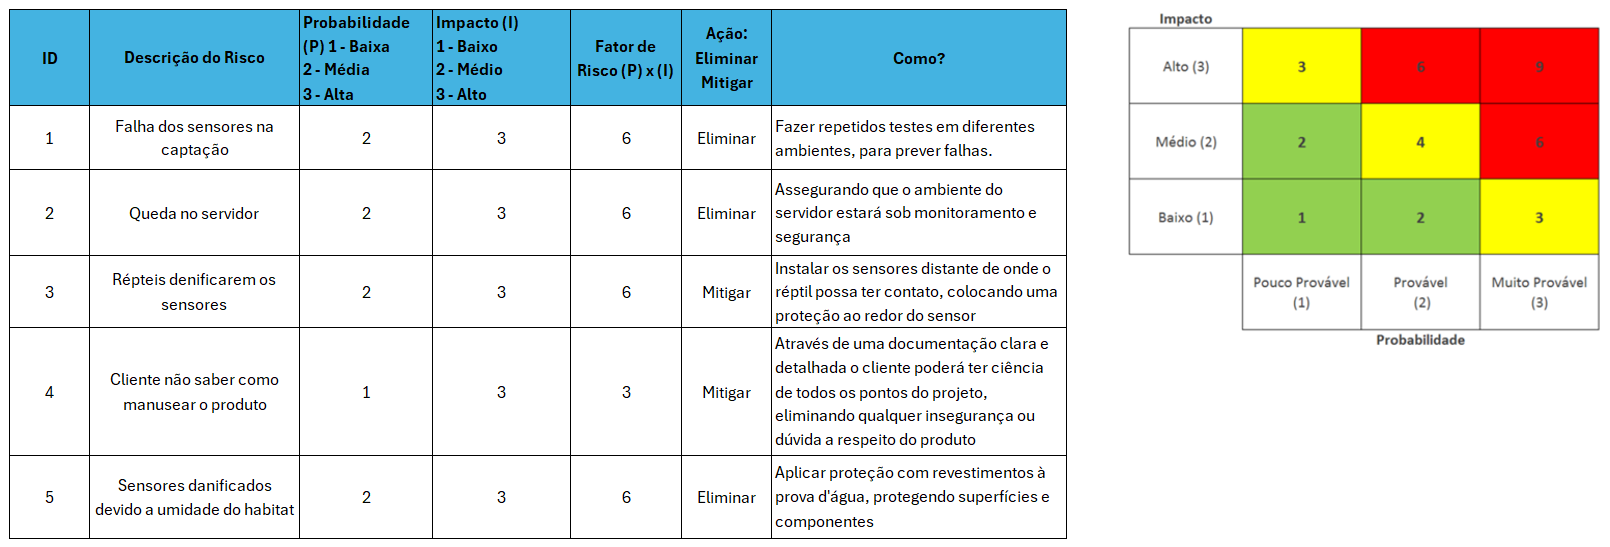 ID
Descrição do Risco
Probabilidade
(P) 1 - Baixa
2 - Média
3 - Alta
Impacto (I)
1 - Baixo
2 - Médio
3 - Alto
Fator de
Risco (P) x (I)
Ação:
Eliminar
Mitigar
Como?
1
Falha dos sensores na
captação
2
3
6
Eliminar
Fazer repetidos testes em diferentes
ambientes, para prever falhas.
2
Queda no servidor
2
3
6
Eliminar
Assegurando que o ambiente do
servidor estará sob monitoramento e
segurança
3
Répteis denificarem os
sensores
2
3
6
Mitigar
Instalar os sensores distante de onde o
réptil possa ter contato, colocando uma
proteção ao redor do sensor
4
Cliente não saber como
manusear o produto
1
3
3
Mitigar
Através de uma documentação clara e
detalhada o cliente poderá ter ciência
de todos os pontos do projeto,
eliminando qualquer insegurança ou
dúvida a respeito do produto
5
Sensores danificados
devido a umidade do habitat
2
3
6
Eliminar
Aplicar proteção com revestimentos à
prova d'água, protegendo superfícies e
componentes
Impacto
Alto (3)
3
6
9
Médio (2)
2
4
6
Baixo (1)
1
2
3
Pouco Provável
(1)
Provável
(2)
Muito Provável
(3)
Probabilidade